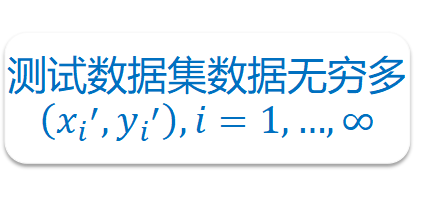 测试数据集数据无穷多
(xᵢ′, yᵢ′), i = 1, …, ∞